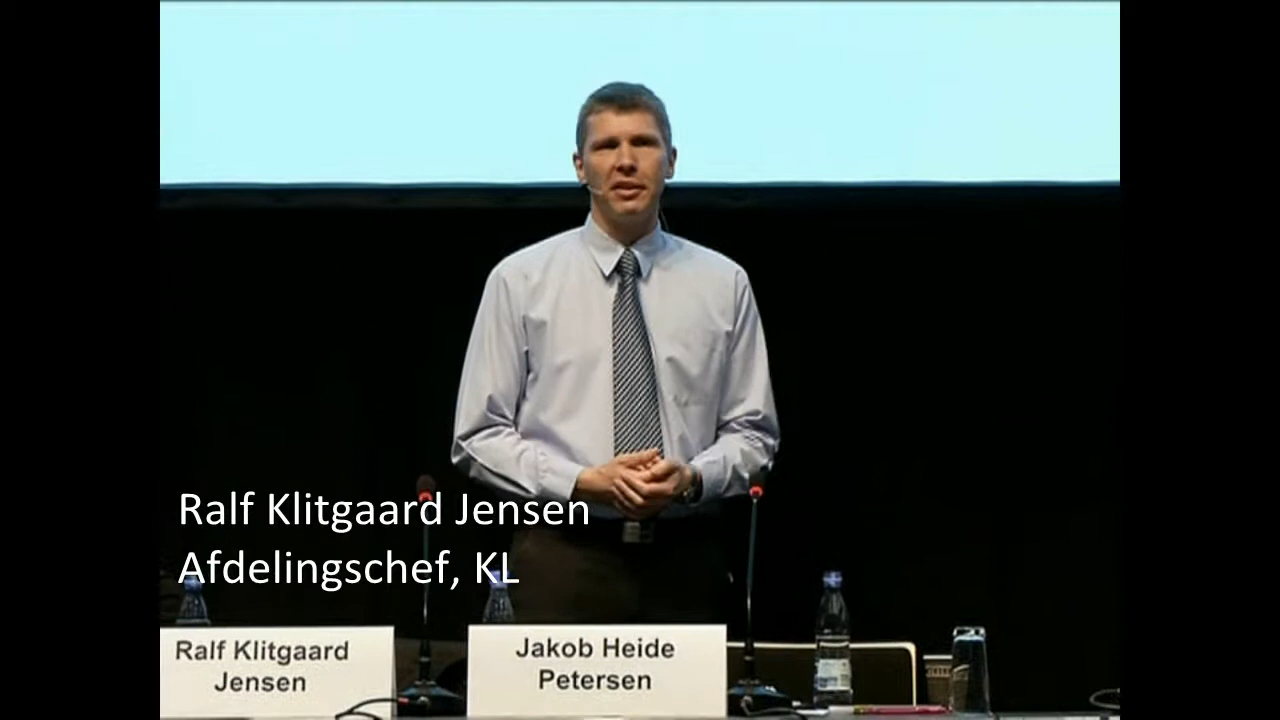 Ralf Klitgaard Jensen
Afdelingschef, KL
Ralf Klitgaard
Jensen
Jakob Heide
Petersen